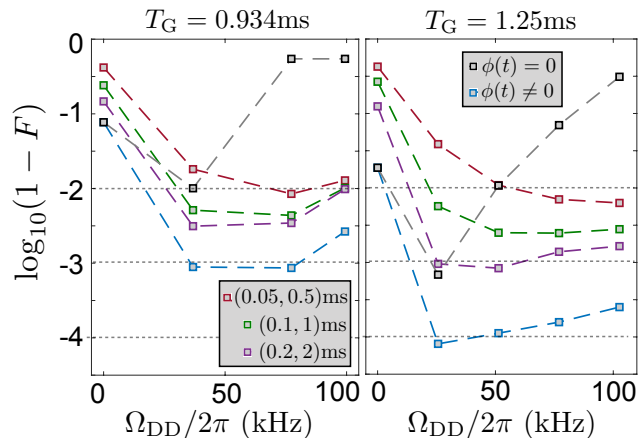 T_G = 0.934ms
T_G = 1.25ms
log_10(1 − F)
0
-1
-2
-3
-4
ϕ(t) = 0
ϕ(t) ≠ 0
(0.05, 0.5)ms
(0.1, 1)ms
(0.2, 2)ms
0
50
100
0
50
100
Ω_DD/2π (kHz)
Ω_DD/2π (kHz)